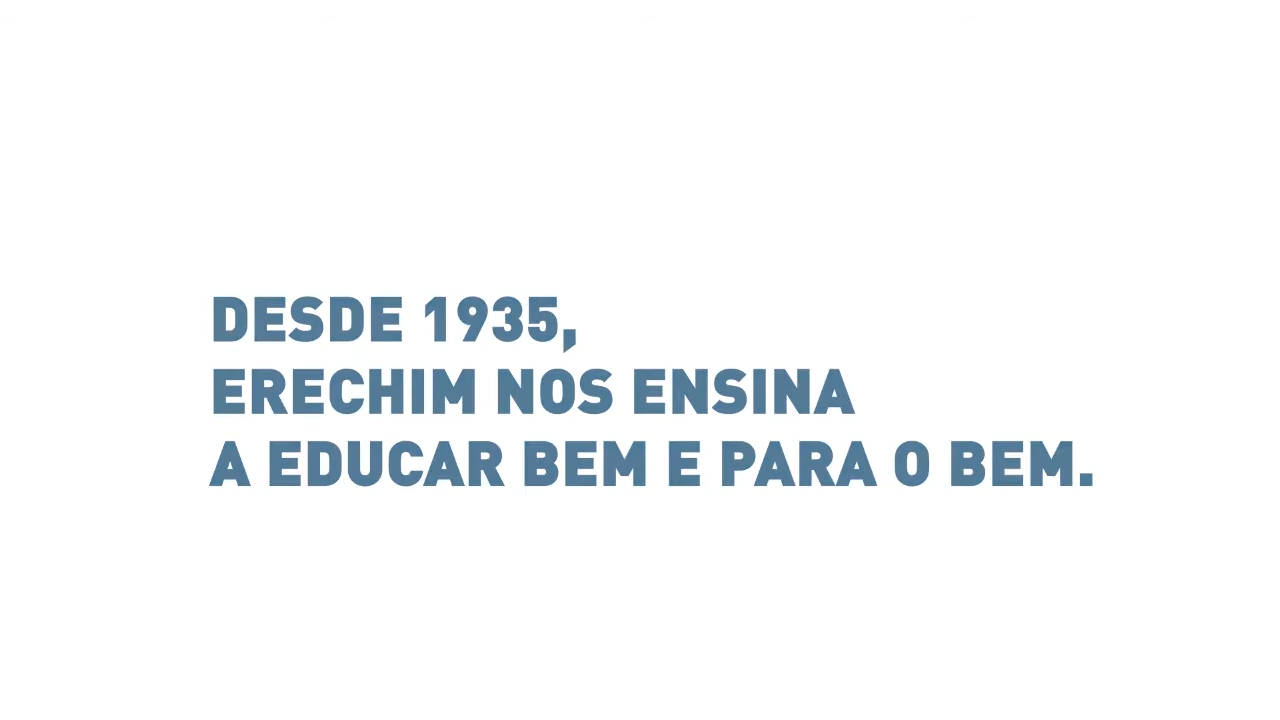 DESDE 1935,
ERECHIM NOS ENSINA
A EDUCAR BEM E PARA O BEM.